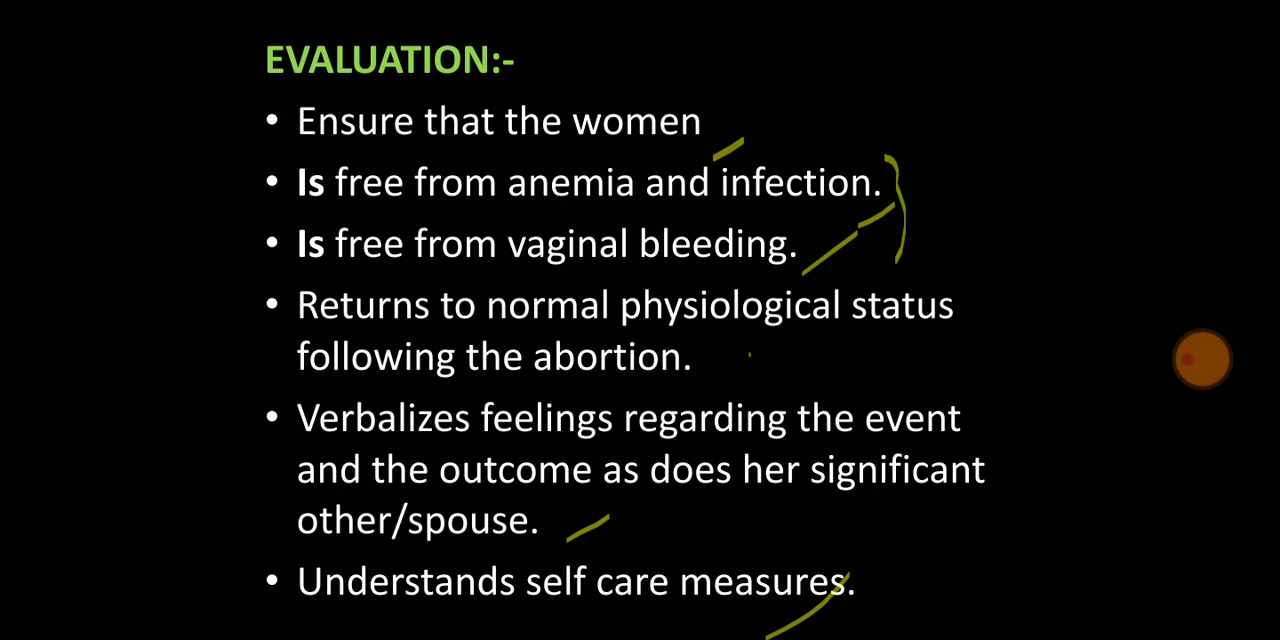 EVALUATION:-
• Ensure that the women
• Is free from anemia and infection.
• Is free from vaginal bleeding.
• Returns to normal physiological status
following the abortion.
• Verbalizes feelings regarding the event
and the outcome as does her significant
other/spouse.
• Understands self care measures.